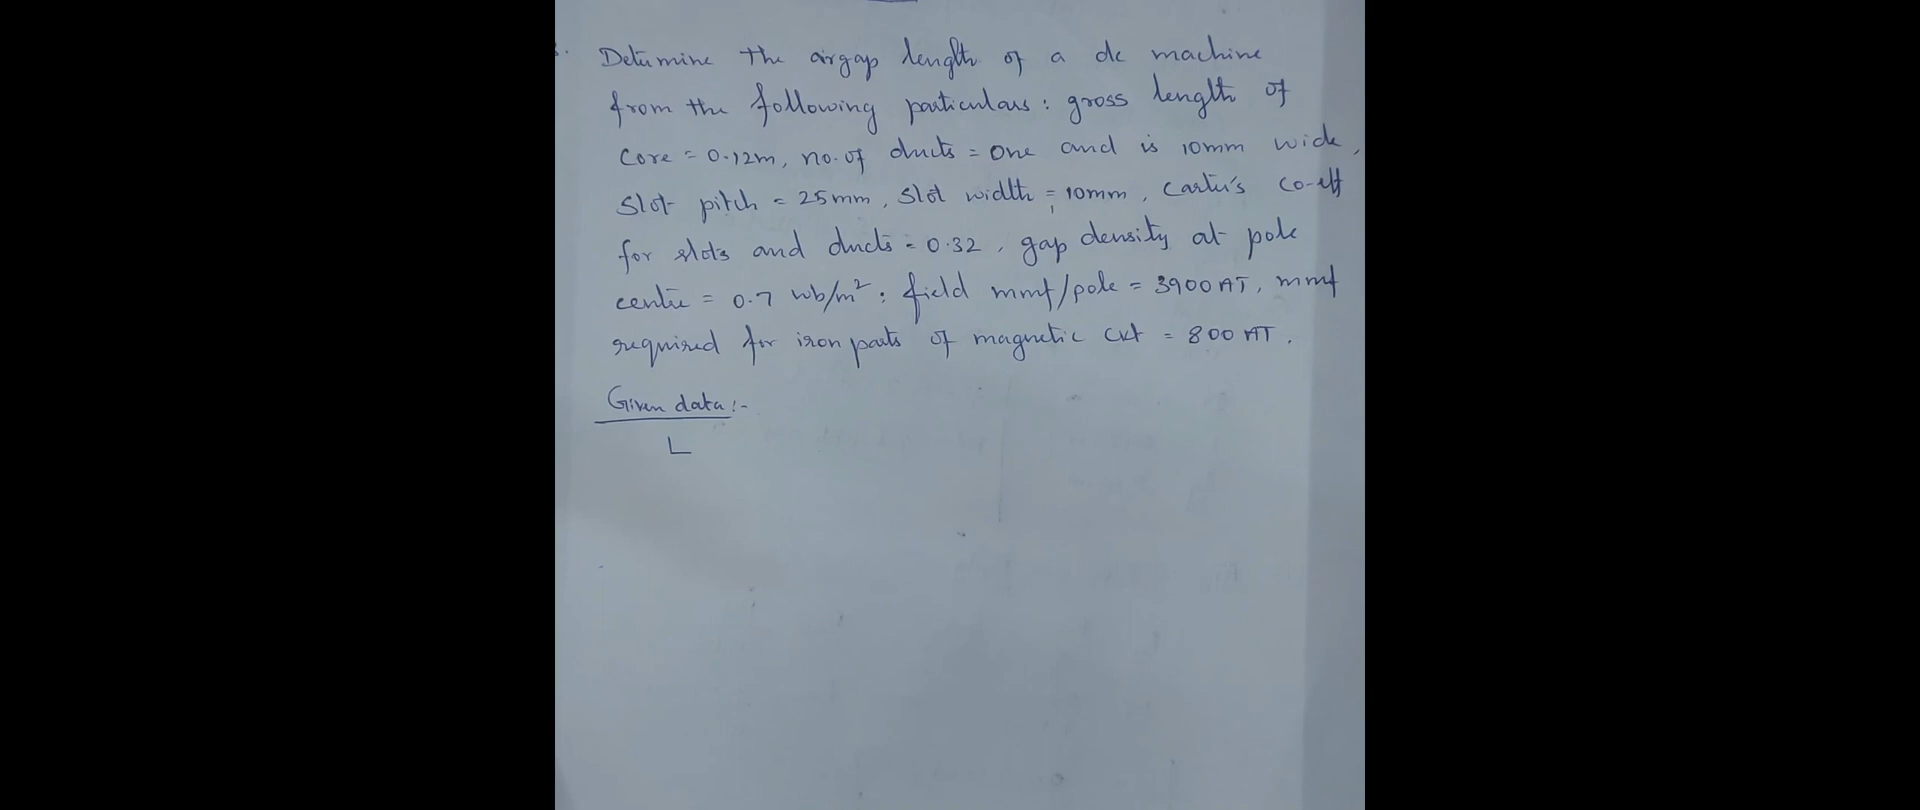 Determine the airgap length of a dc machine
from the following particulars: gross length of
Core = 0.12m, no. of ducts = one and is 10mm wide,
Slot pitch = 25mm, slot width = 10mm, Carter's co-eff
for slots and ducts = 0.32, gap density at pole
centre = 0.7 wb/m²; field mmf/pole = 3900 AT, mmf
required for iron parts of magnetic ckt = 800 AT.
Given data:-
L